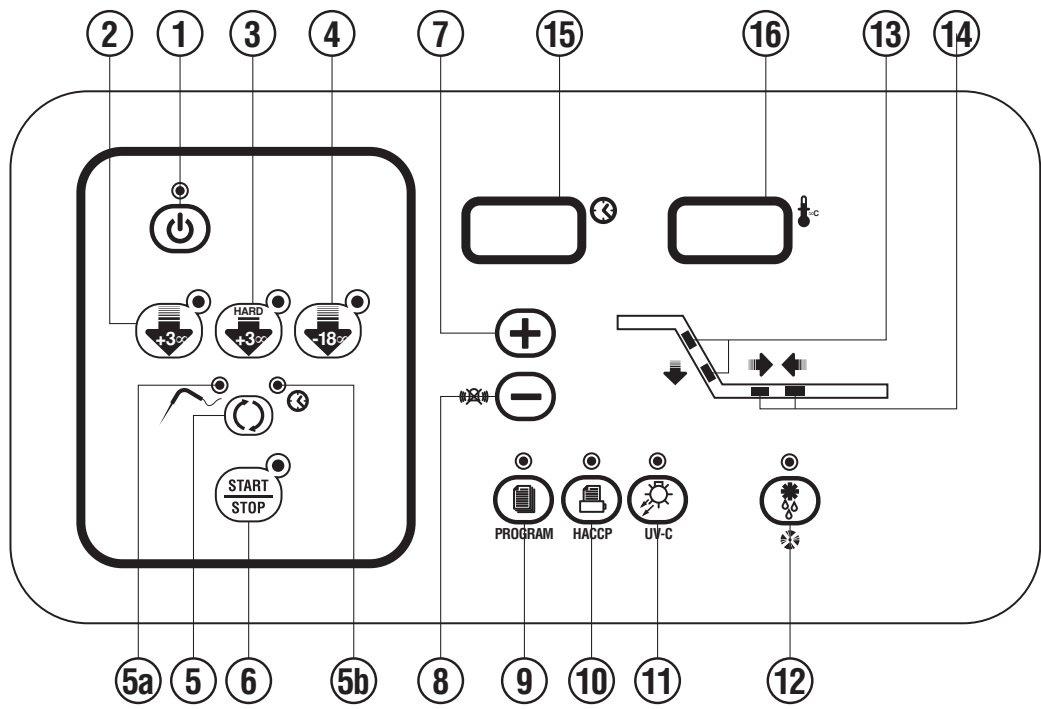 2 1 3 4 7 15 16 13 14
°C
HARD
+3∞ +3∞ -18∞
START
STOP
PROGRAM HACCP UV-C
5a 5 6 5b 8 9 10 11 12